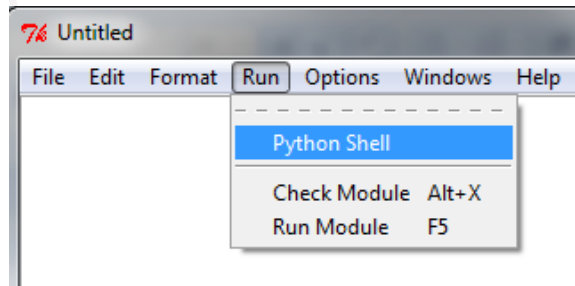 Untitled
File Edit Format Run Options Windows Help
Python Shell
Check Module Alt+X
Run Module F5